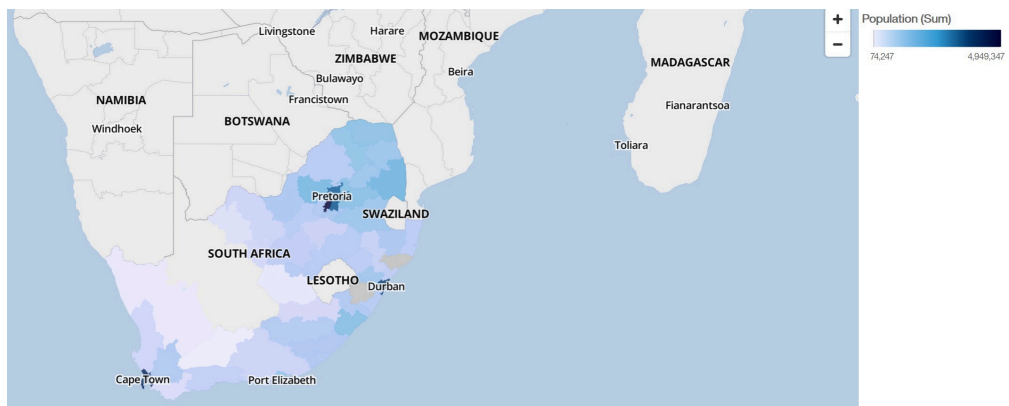 Livingstone
Harare
MOZAMBIQUE
ZIMBABWE
Bulawayo
Beira
Francistown
NAMIBIA
Windhoek
BOTSWANA
MADAGASCAR
Fianarantsoa
Toliara
Pretoria
SWAZILAND
SOUTH AFRICA
LESOTHO
Durban
Cape Town
Port Elizabeth
+
−
Population (Sum)
74,247 4,949,347